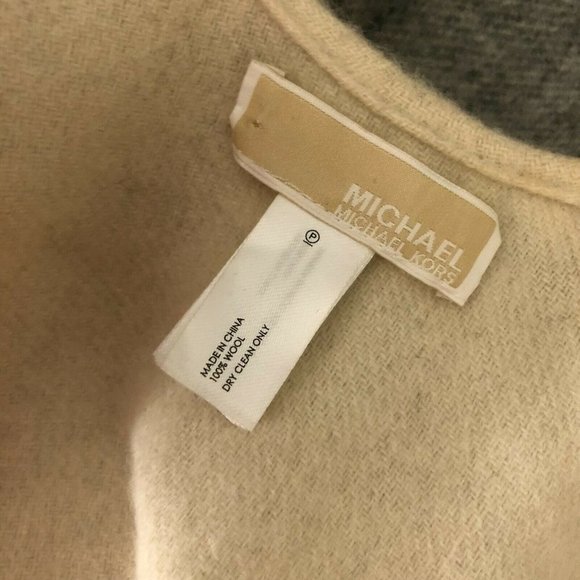 MICHAEL
MICHAEL KORS
P
MADE IN CHINA
100% WOOL
DRY CLEAN ONLY